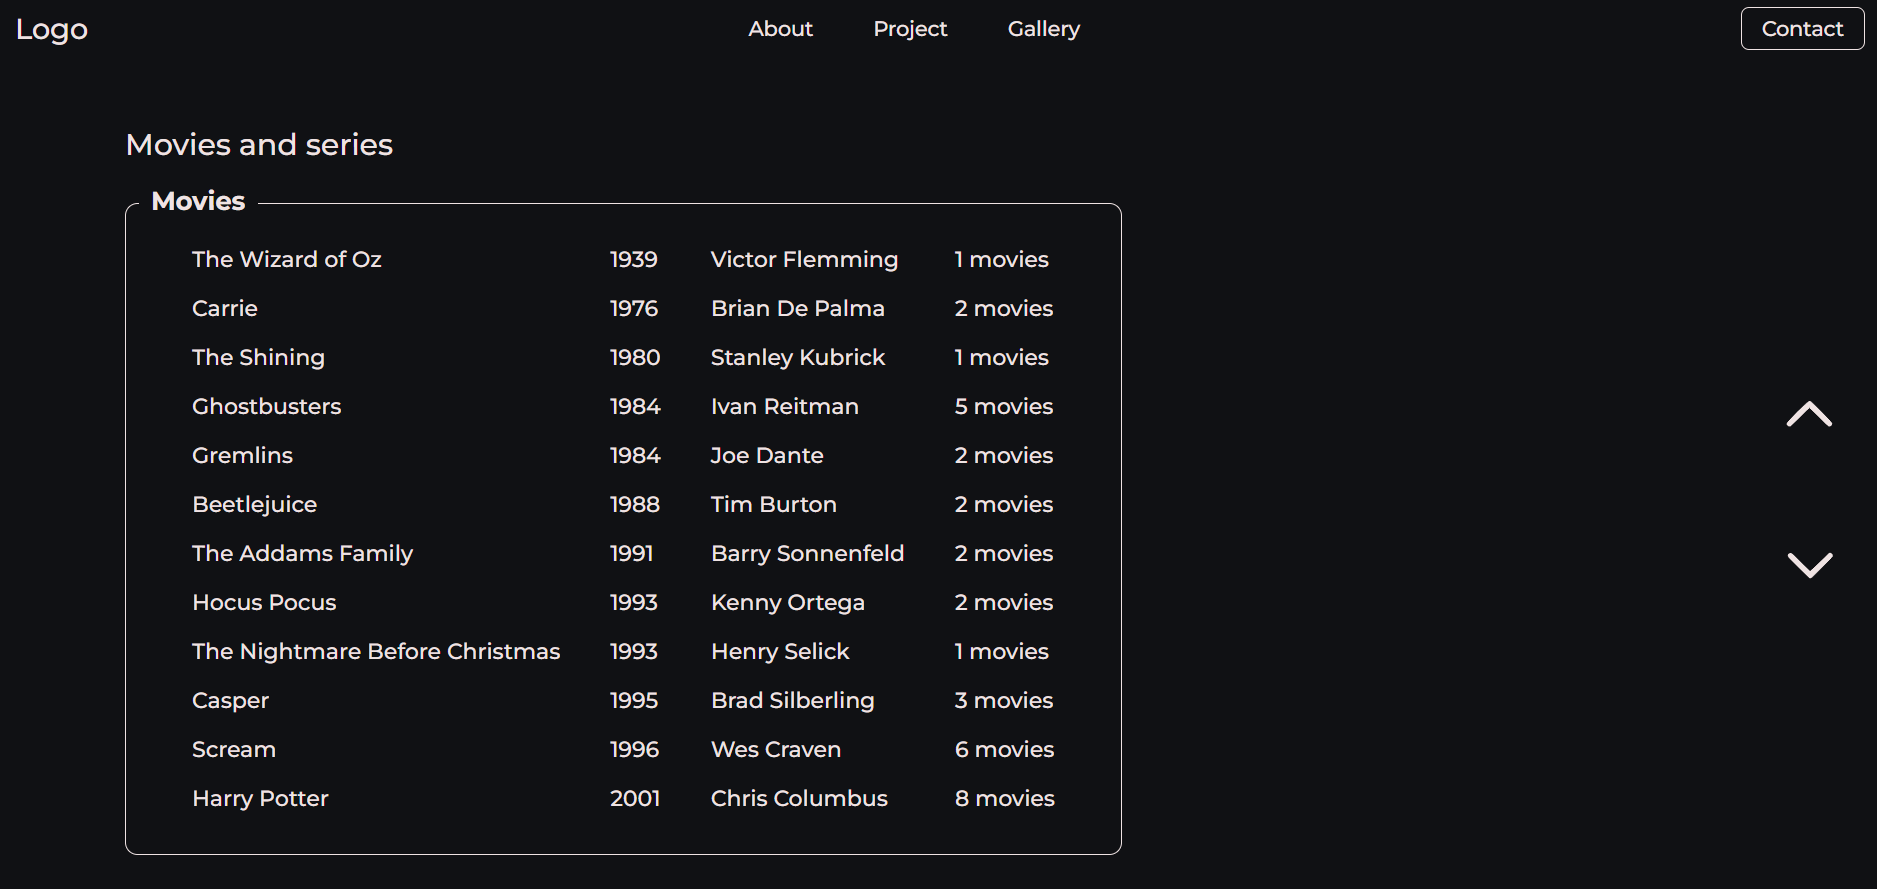 Logo About Project Gallery Contact
Movies and series
Movies
The Wizard of Oz 1939 Victor Flemming 1 movies
Carrie 1976 Brian De Palma 2 movies
The Shining 1980 Stanley Kubrick 1 movies
Ghostbusters 1984 Ivan Reitman 5 movies
Gremlins 1984 Joe Dante 2 movies
Beetlejuice 1988 Tim Burton 2 movies
The Addams Family 1991 Barry Sonnenfeld 2 movies
Hocus Pocus 1993 Kenny Ortega 2 movies
The Nightmare Before Christmas 1993 Henry Selick 1 movies
Casper 1995 Brad Silberling 3 movies
Scream 1996 Wes Craven 6 movies
Harry Potter 2001 Chris Columbus 8 movies